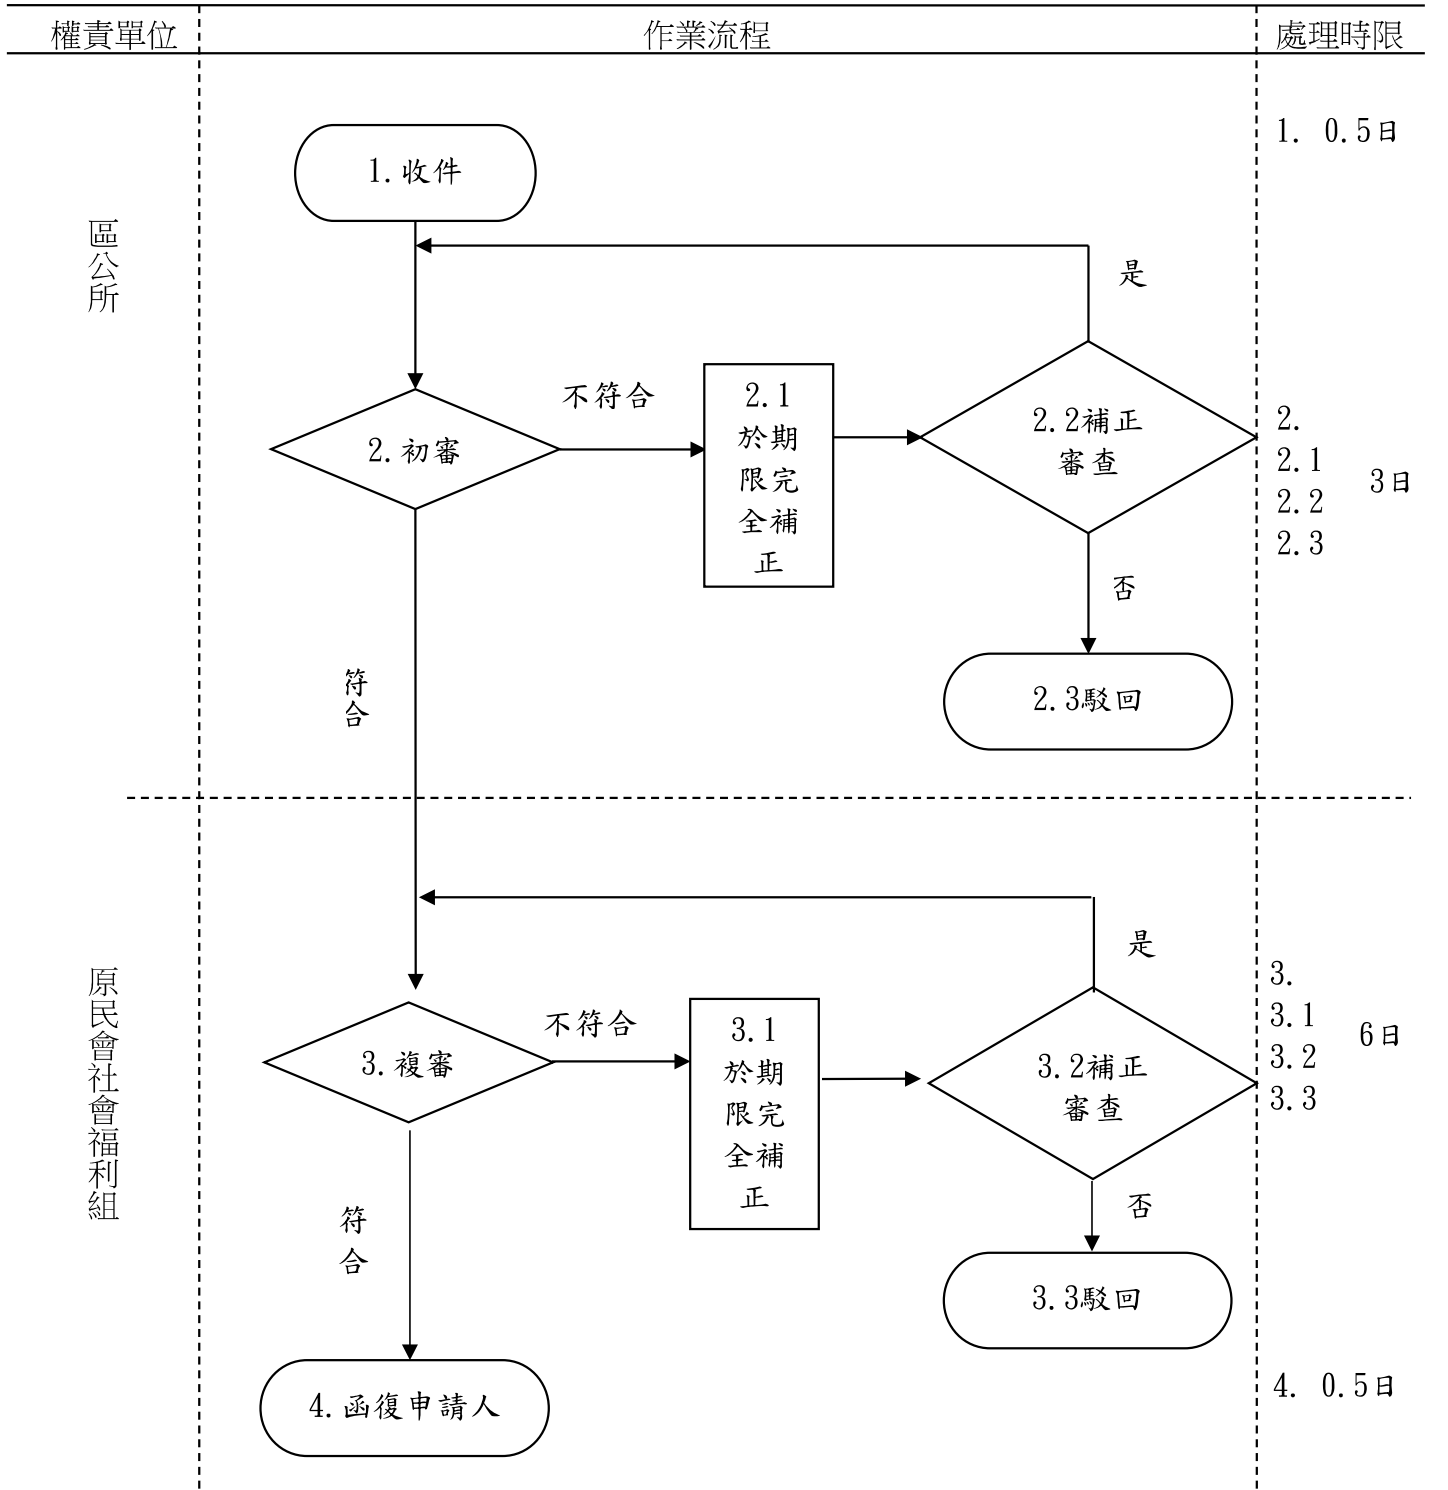 權責單位
作業流程
處理時限
區公所
1.收件
1. 0.5日
是
2.初審
不符合
2.1
於期
限完
全補
正
2.2補正
審查
2.
2.1
2.2
2.3
3日
否
2.3駁回
符
合
原民會社會福利組
是
3.複審
不符合
3.1
於期
限完
全補
正
3.2補正
審查
3.
3.1
3.2
3.3
6日
否
3.3駁回
符
合
4.函復申請人
4. 0.5日